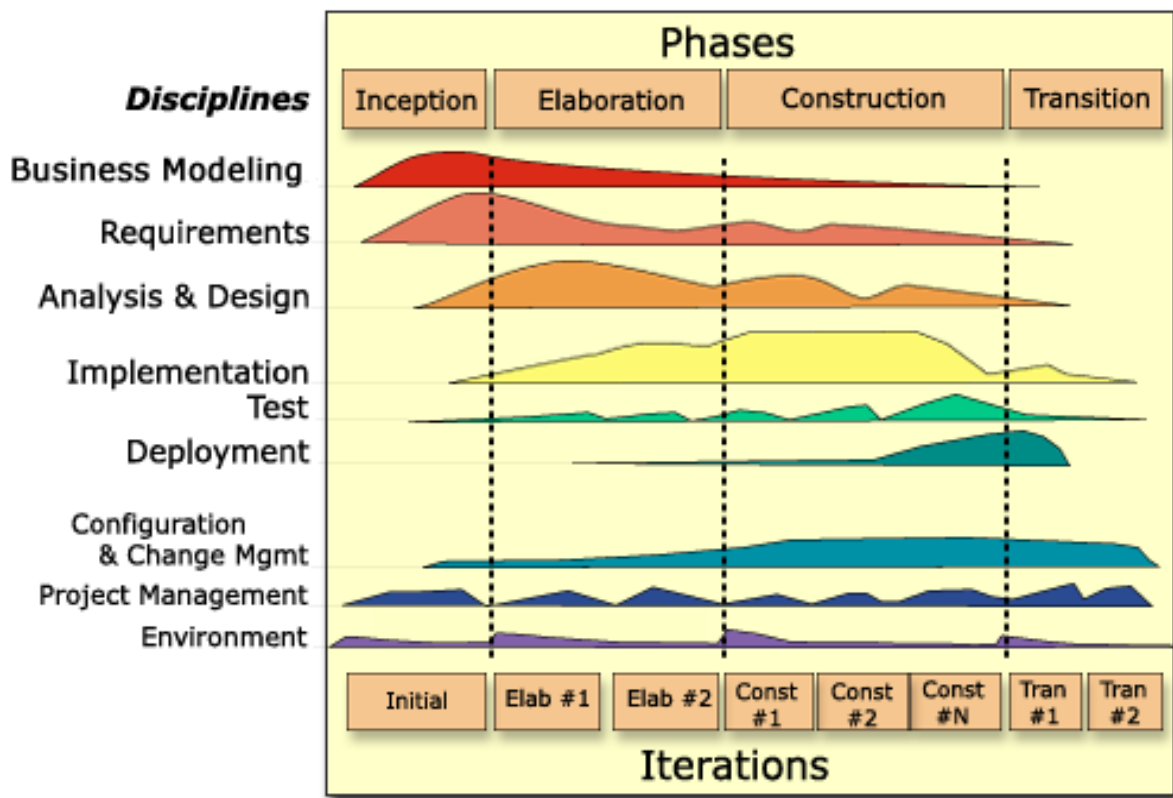 Phases
Disciplines
Inception
Elaboration
Construction
Transition
Business Modeling
Requirements
Analysis & Design
Implementation
Test
Deployment
Configuration
& Change Mgmt
Project Management
Environment
Initial
Elab #1
Elab #2
Const
#1
Const
#2
Const
#N
Tran
#1
Tran
#2
Iterations